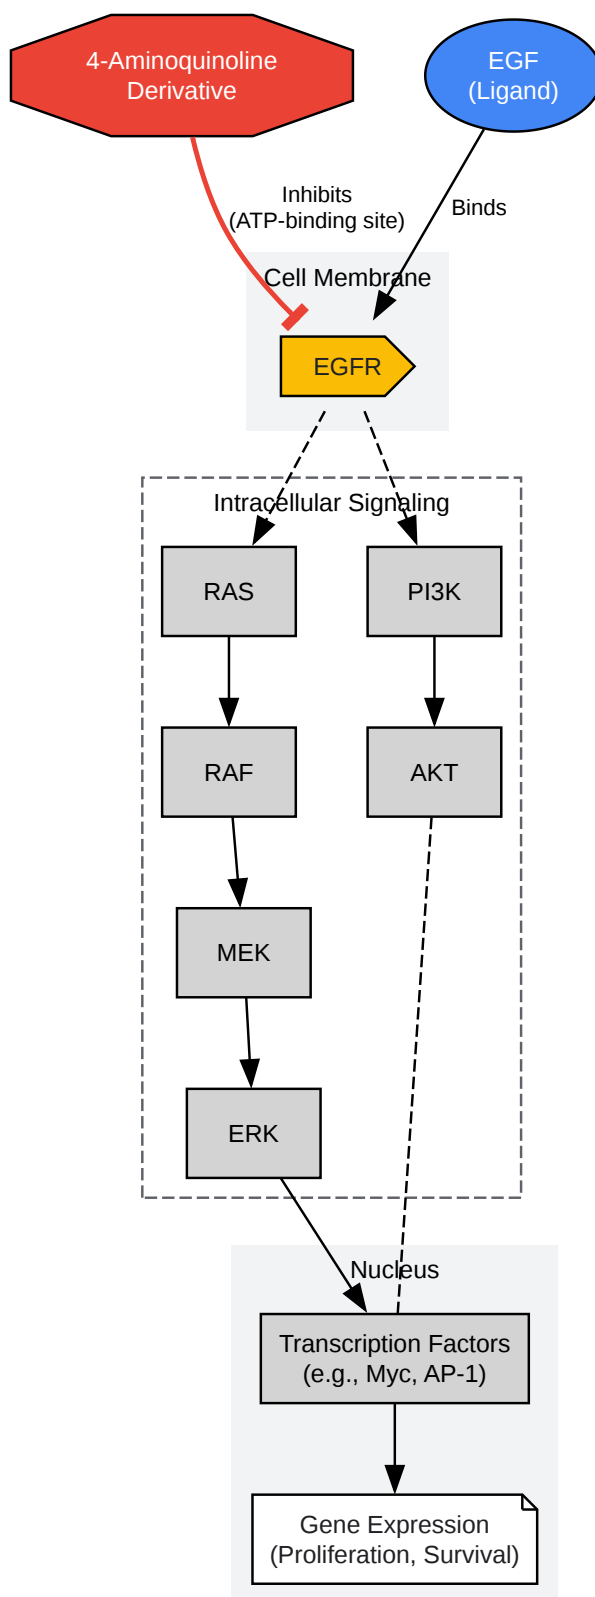 4-Aminoquinoline
Derivative
EGF
(Ligand)
Inhibits
(ATP-binding site)
Binds
Cell Membrane
EGFR
Intracellular Signaling
RAS
PI3K
RAF
AKT
MEK
ERK
Nucleus
Transcription Factors
(e.g., Myc, AP-1)
Gene Expression
(Proliferation, Survival)